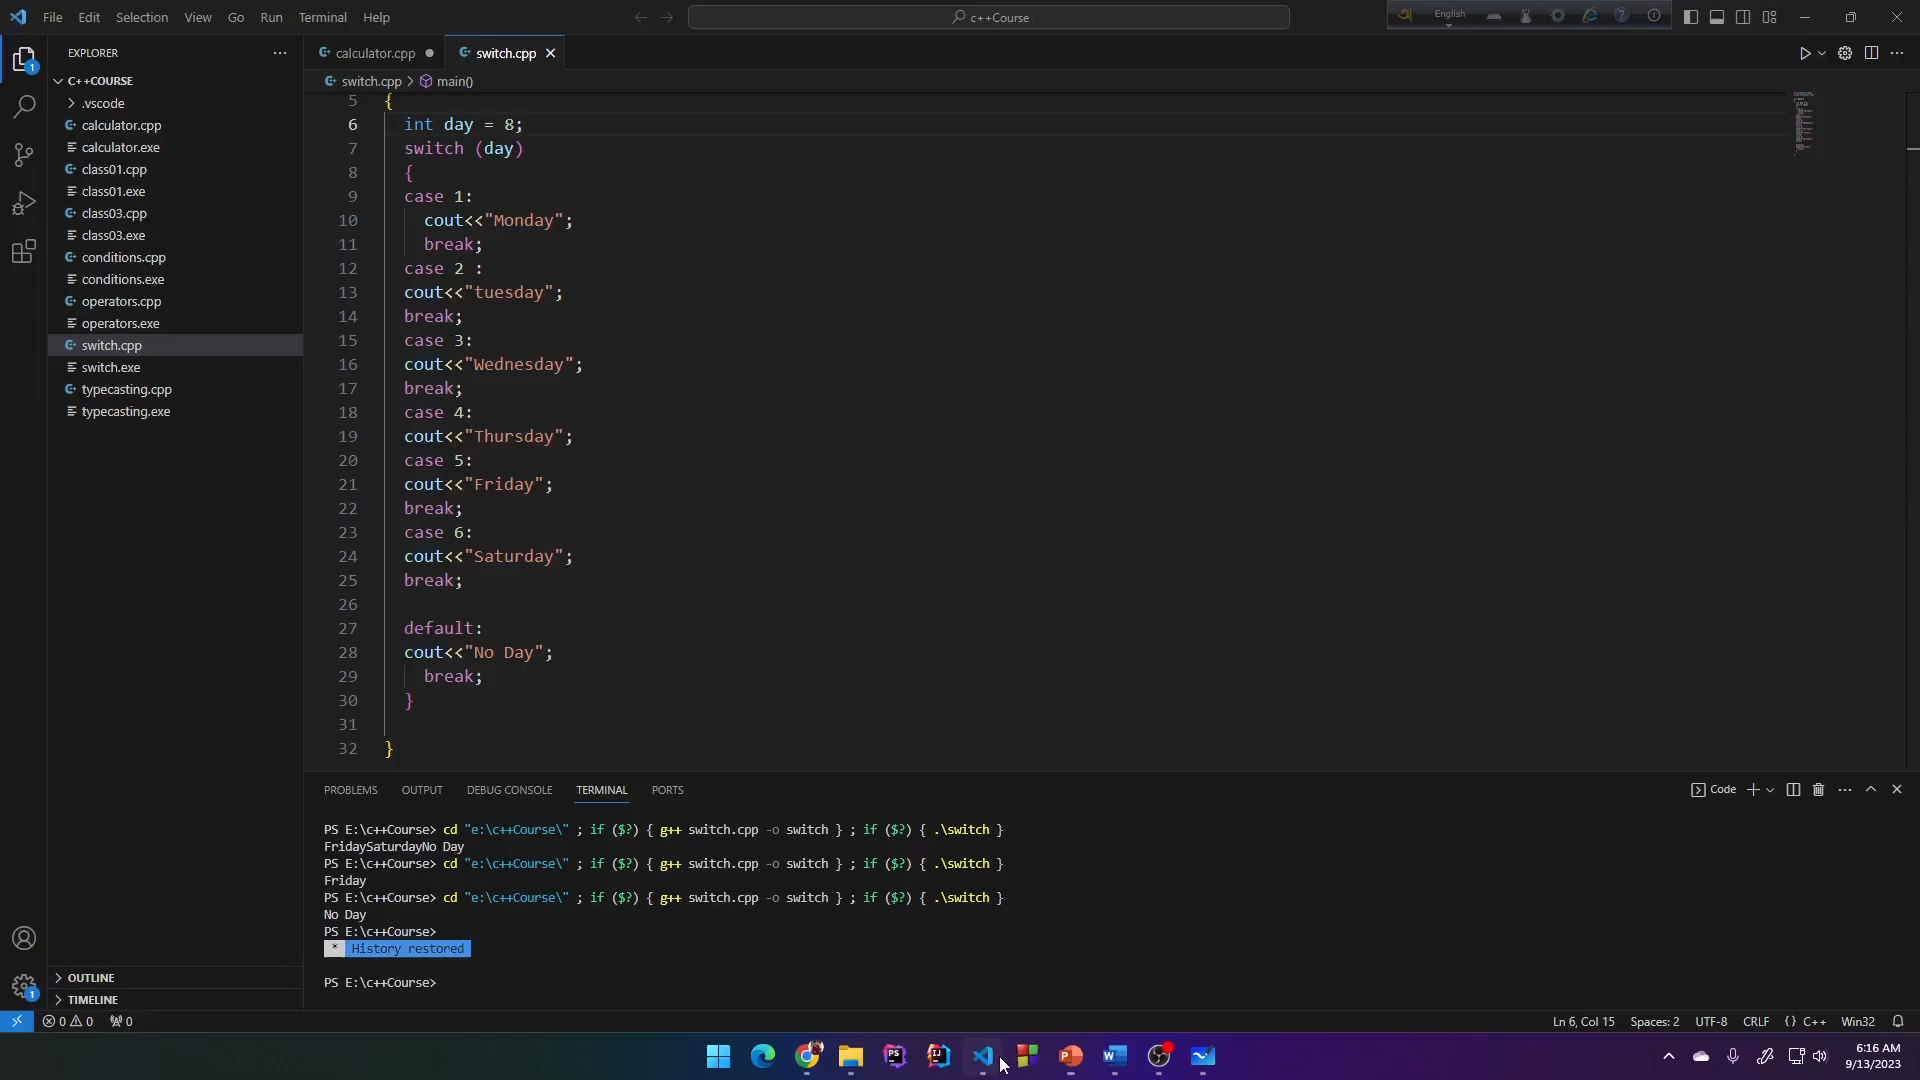 File Edit Selection View Go Run Terminal Help
c++Course
English
EXPLORER
calculator.cpp
switch.cpp
C++COURSE
switch.cpp > main()
.vscode
calculator.cpp
calculator.exe
class01.cpp
class01.exe
class03.cpp
class03.exe
conditions.cpp
conditions.exe
operators.cpp
operators.exe
switch.cpp
switch.exe
typecasting.cpp
typecasting.exe
OUTLINE
TIMELINE
5 {
6 int day = 8;
7 switch (day)
8 {
9 case 1:
10 cout<<"Monday";
11 break;
12 case 2 :
13 cout<<"tuesday";
14 break;
15 case 3:
16 cout<<"Wednesday";
17 break;
18 case 4:
19 cout<<"Thursday";
20 case 5:
21 cout<<"Friday";
22 break;
23 case 6:
24 cout<<"Saturday";
25 break;
26
27 default:
28 cout<<"No Day";
29 break;
30 }
31
32 }
PROBLEMS OUTPUT DEBUG CONSOLE TERMINAL PORTS
Code
PS E:\c++Course> cd "e:\c++Course\" ; if ($?) { g++ switch.cpp -o switch } ; if ($?) { .\switch }
FridaySaturdayNo Day
PS E:\c++Course> cd "e:\c++Course\" ; if ($?) { g++ switch.cpp -o switch } ; if ($?) { .\switch }
Friday
PS E:\c++Course> cd "e:\c++Course\" ; if ($?) { g++ switch.cpp -o switch } ; if ($?) { .\switch }
No Day
PS E:\c++Course>
* History restored
PS E:\c++Course>
1
1
0 0 0
Ln 6, Col 15 Spaces: 2 UTF-8 CRLF {} C++ Win32
PS
IJ
P
W
6:16 AM
9/13/2023